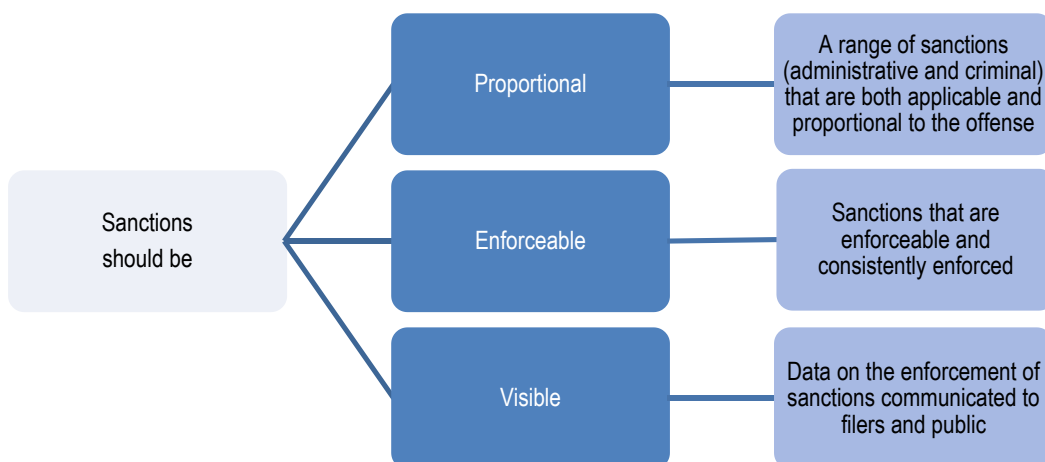 Sanctions
should be
Proportional
A range of sanctions
(administrative and criminal)
that are both applicable and
proportional to the offense
Enforceable
Sanctions that are
enforceable and
consistently enforced
Visible
Data on the enforcement of
sanctions communicated to
filers and public